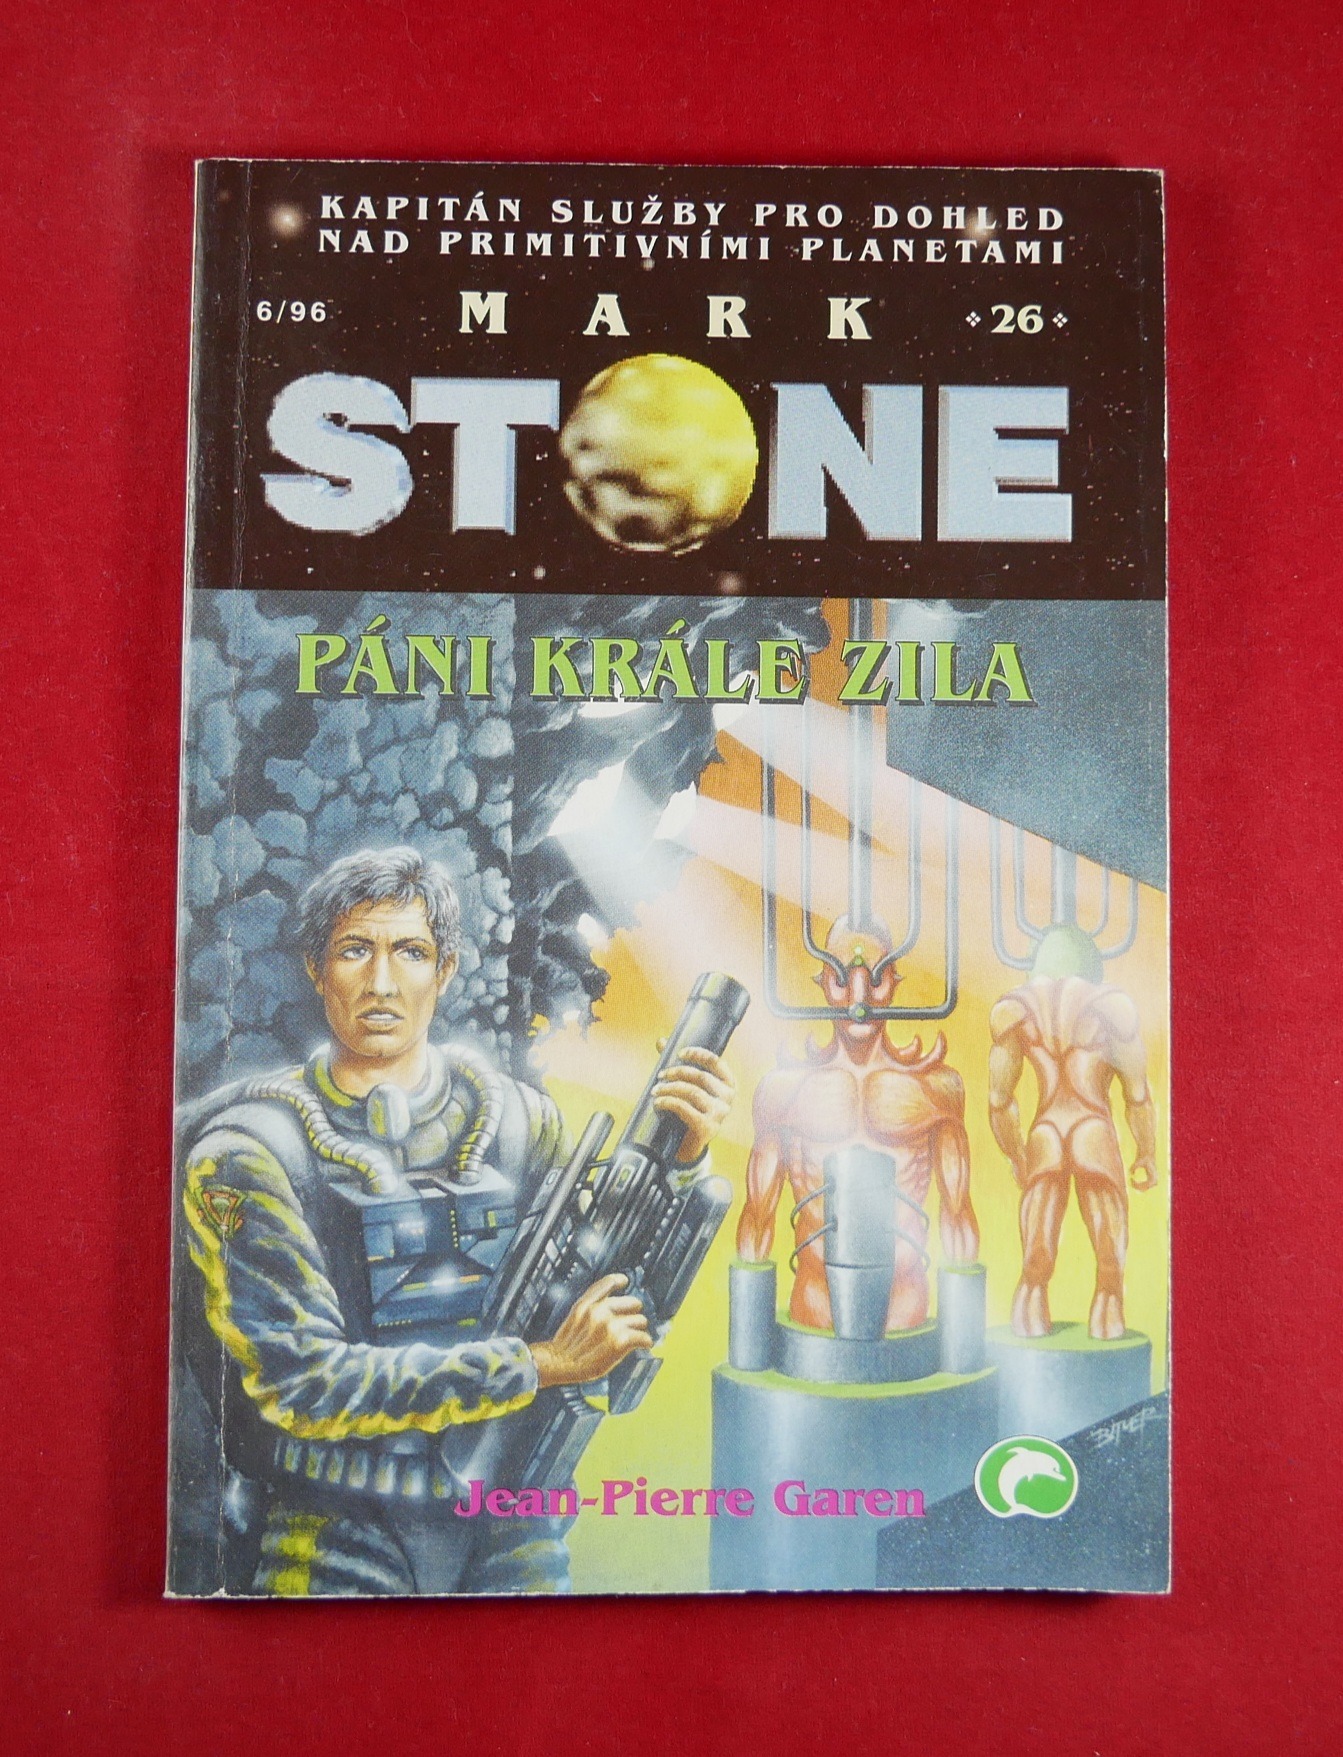 KAPITÁN SLUŽBY PRO DOHLED
NAD PRIMITIVNÍMI PLANETAMI
6/96 MARK 26
STONE
PÁNI KRÁLE ZILA
Jean-Pierre Garen